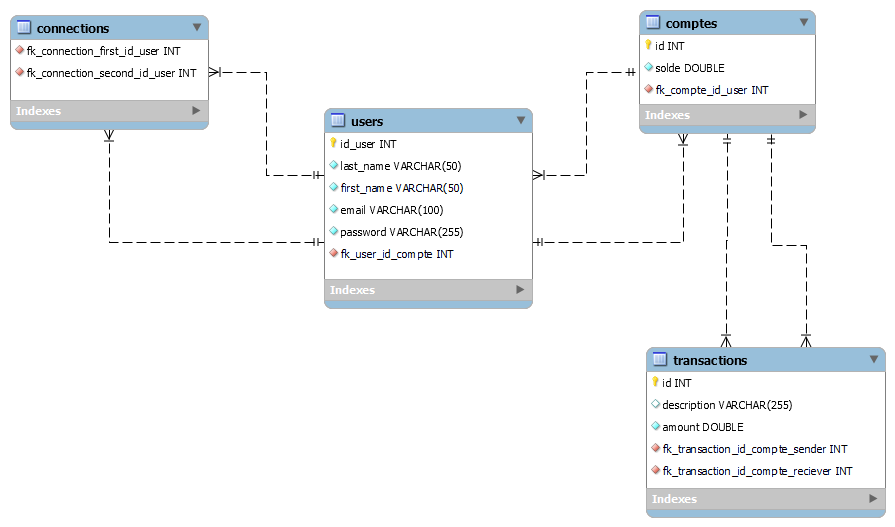 connections
fk_connection_first_id_user INT
fk_connection_second_id_user INT
Indexes
users
id_user INT
last_name VARCHAR(50)
first_name VARCHAR(50)
email VARCHAR(100)
password VARCHAR(255)
fk_user_id_compte INT
Indexes
comptes
id INT
solde DOUBLE
fk_compte_id_user INT
Indexes
transactions
id INT
description VARCHAR(255)
amount DOUBLE
fk_transaction_id_compte_sender INT
fk_transaction_id_compte_reciever INT
Indexes